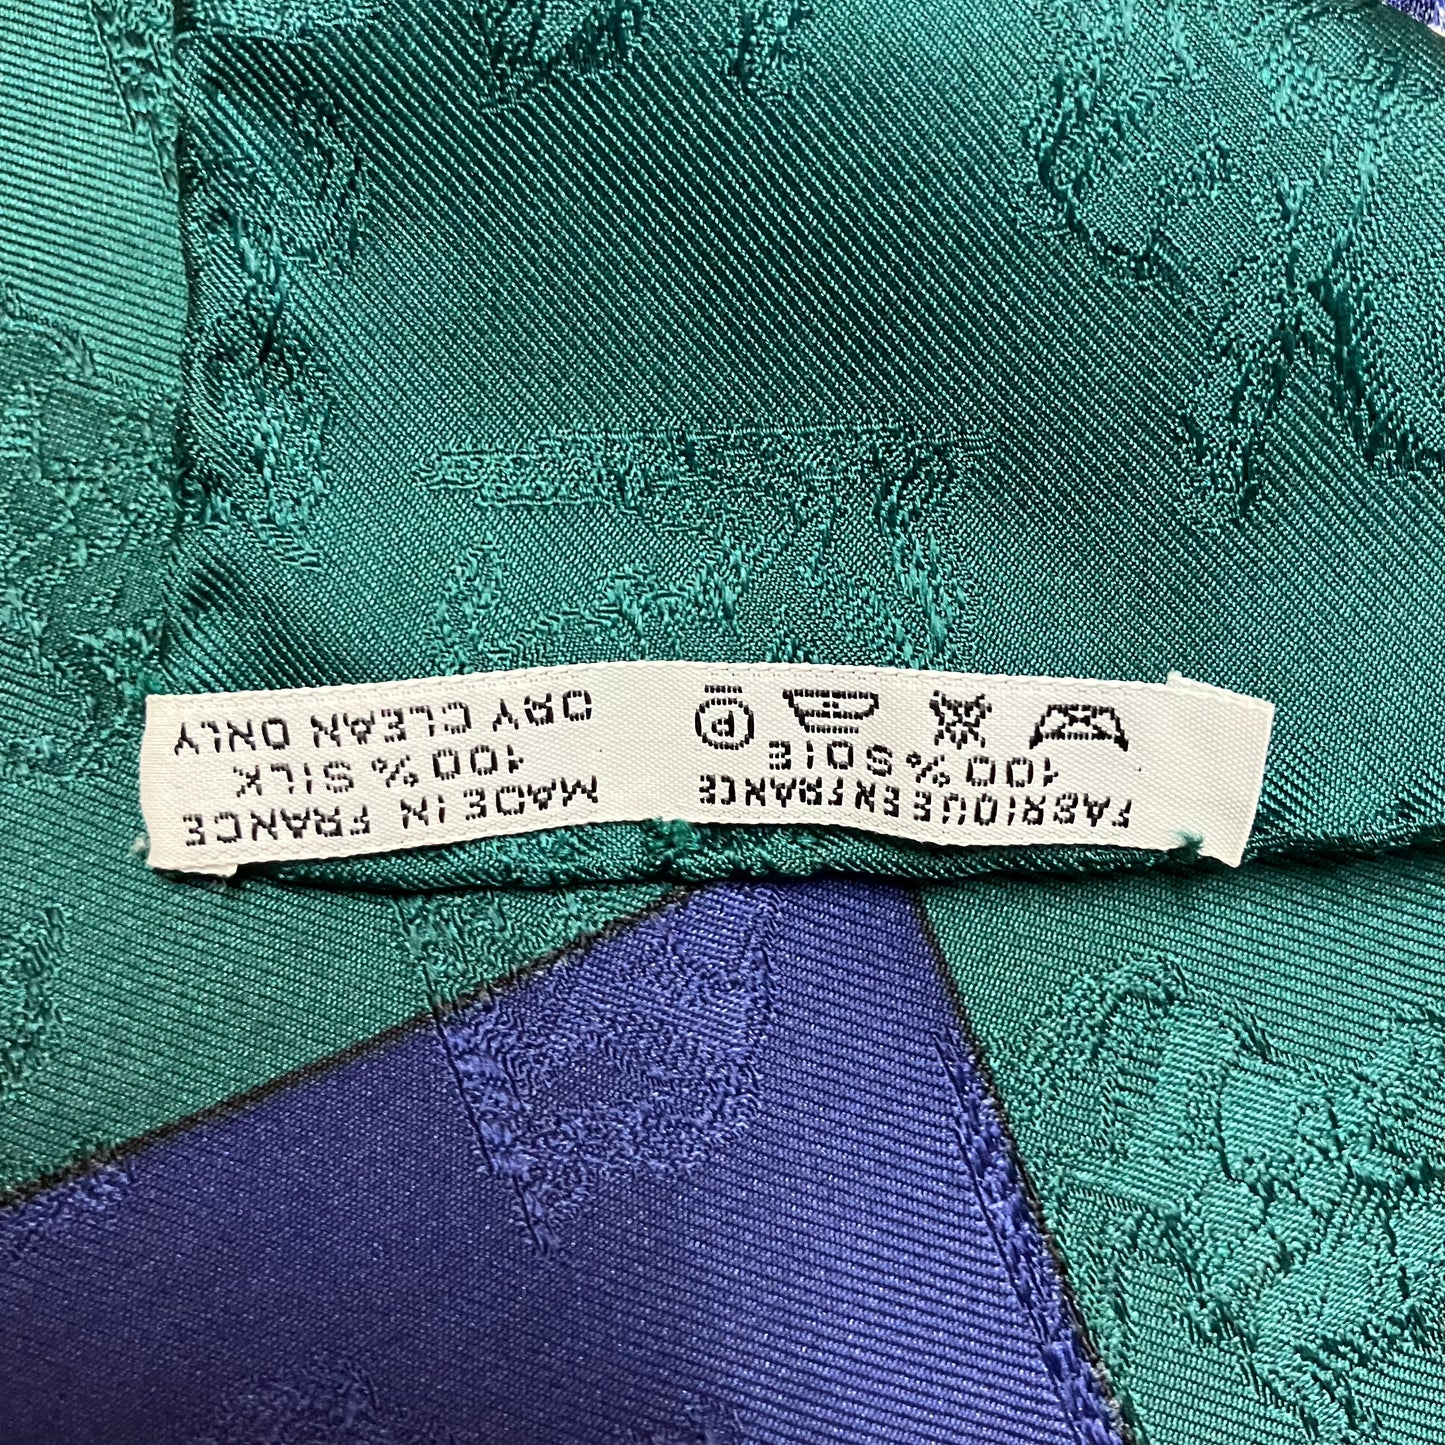 FABRIQUE EN FRANCE
100 % SOIE
P
MADE IN FRANCE
100 % SILK
DRY CLEAN ONLY